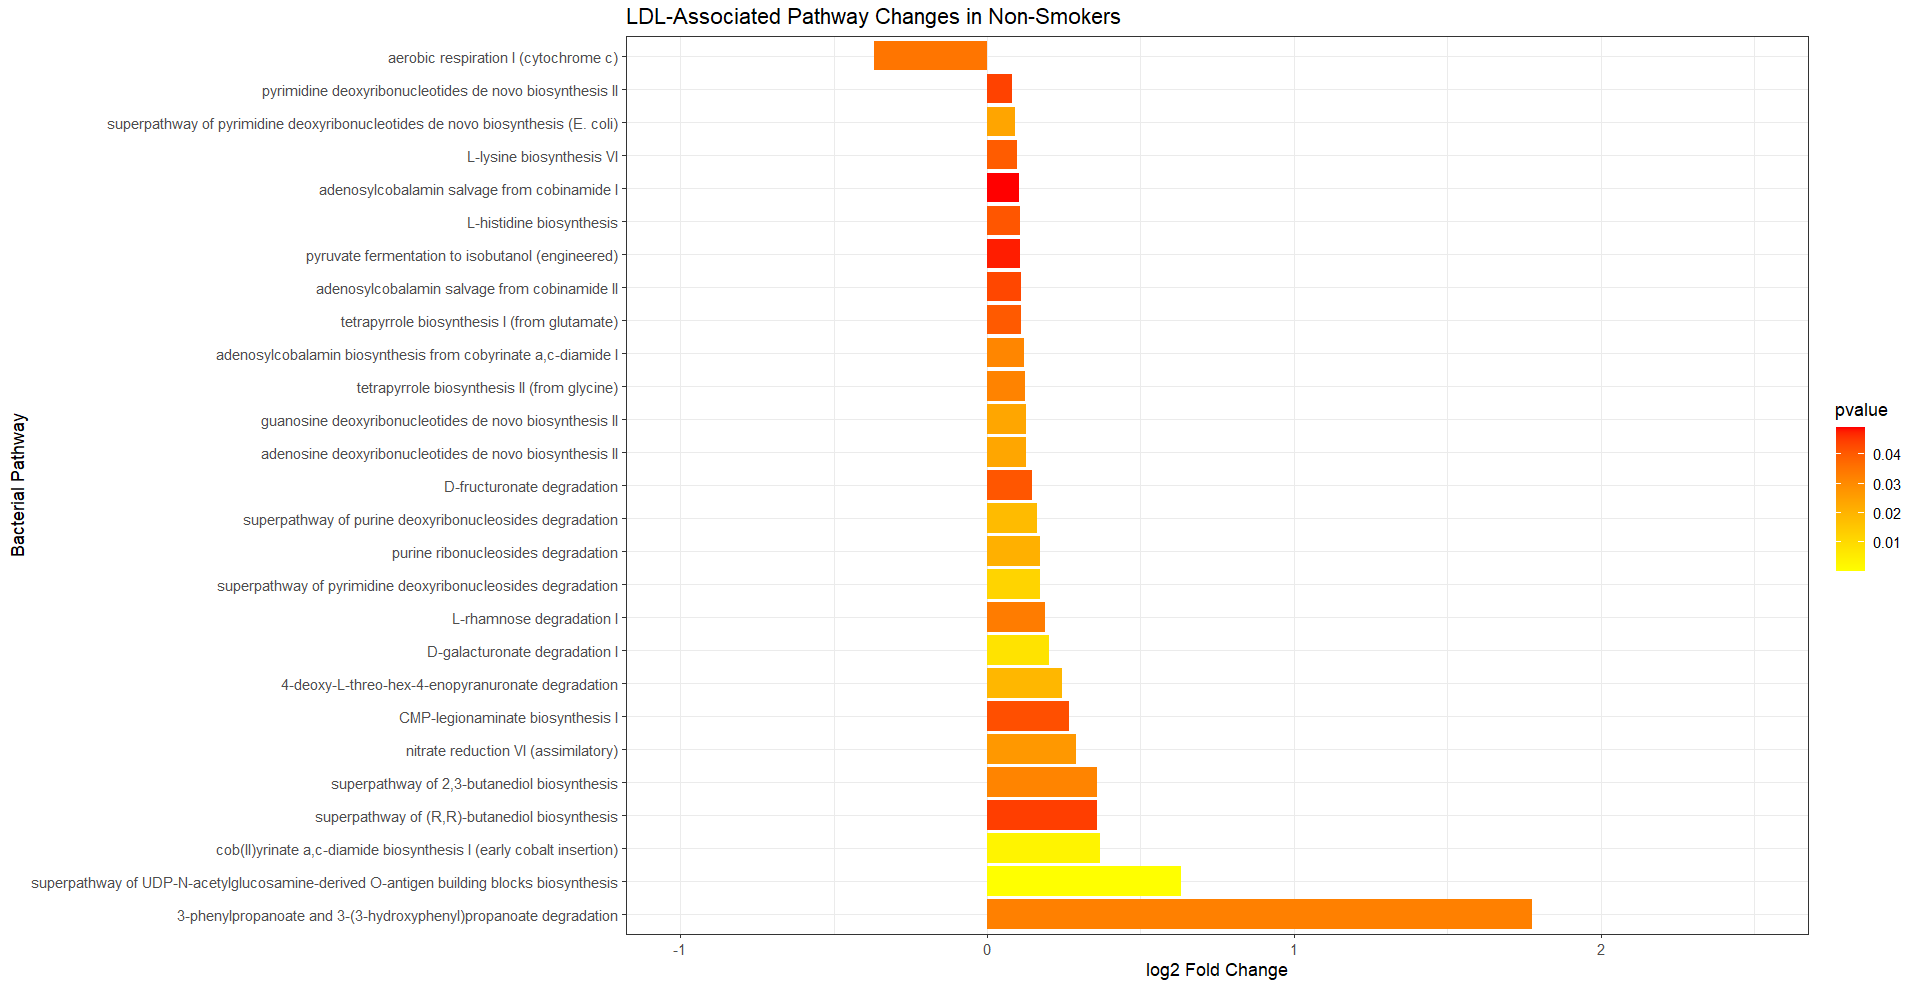 LDL-Associated Pathway Changes in Non-Smokers
aerobic respiration I (cytochrome c)
pyrimidine deoxyribonucleotides de novo biosynthesis II
superpathway of pyrimidine deoxyribonucleotides de novo biosynthesis (E. coli)
L-lysine biosynthesis VI
adenosylcobalamin salvage from cobinamide I
L-histidine biosynthesis
pyruvate fermentation to isobutanol (engineered)
adenosylcobalamin salvage from cobinamide II
tetrapyrrole biosynthesis I (from glutamate)
adenosylcobalamin biosynthesis from cobyrinate a,c-diamide I
tetrapyrrole biosynthesis II (from glycine)
guanosine deoxyribonucleotides de novo biosynthesis II
adenosine deoxyribonucleotides de novo biosynthesis II
D-fructuronate degradation
superpathway of purine deoxyribonucleosides degradation
purine ribonucleosides degradation
superpathway of pyrimidine deoxyribonucleosides degradation
L-rhamnose degradation I
D-galacturonate degradation I
4-deoxy-L-threo-hex-4-enopyranuronate degradation
CMP-legionaminate biosynthesis I
nitrate reduction VI (assimilatory)
superpathway of 2,3-butanediol biosynthesis
superpathway of (R,R)-butanediol biosynthesis
cob(II)yrinate a,c-diamide biosynthesis I (early cobalt insertion)
superpathway of UDP-N-acetylglucosamine-derived O-antigen building blocks biosynthesis
3-phenylpropanoate and 3-(3-hydroxyphenyl)propanoate degradation
Bacterial Pathway
-1 0 1 2
log2 Fold Change
pvalue
0.04
0.03
0.02
0.01